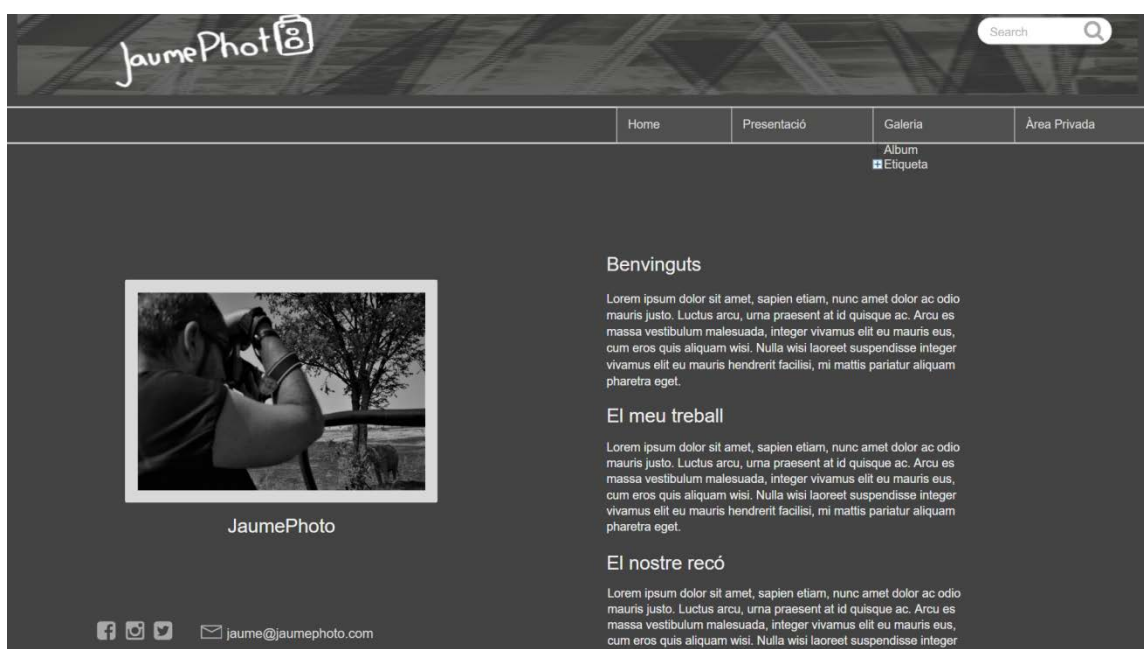 JaumePhoto
Search
Home
Presentació
Galeria
Àrea Privada
Album
Etiqueta
Benvinguts
Lorem ipsum dolor sit amet, sapien etiam, nunc amet dolor ac odio
mauris justo. Luctus arcu, urna praesent at id quisque ac. Arcu es
massa vestibulum malesuada, integer vivamus elit eu mauris eus,
cum eros quis aliquam wisi. Nulla wisi laoreet suspendisse integer
vivamus elit eu mauris hendrerit facilisi, mi mattis pariatur aliquam
pharetra eget.
El meu treball
Lorem ipsum dolor sit amet, sapien etiam, nunc amet dolor ac odio
mauris justo. Luctus arcu, urna praesent at id quisque ac. Arcu es
massa vestibulum malesuada, integer vivamus elit eu mauris eus,
cum eros quis aliquam wisi. Nulla wisi laoreet suspendisse integer
vivamus elit eu mauris hendrerit facilisi, mi mattis pariatur aliquam
pharetra eget.
El nostre recó
Lorem ipsum dolor sit amet, sapien etiam, nunc amet dolor ac odio
mauris justo. Luctus arcu, urna praesent at id quisque ac. Arcu es
massa vestibulum malesuada, integer vivamus elit eu mauris eus,
cum eros quis aliquam wisi. Nulla wisi laoreet suspendisse integer
JaumePhoto
jaume@jaumephoto.com